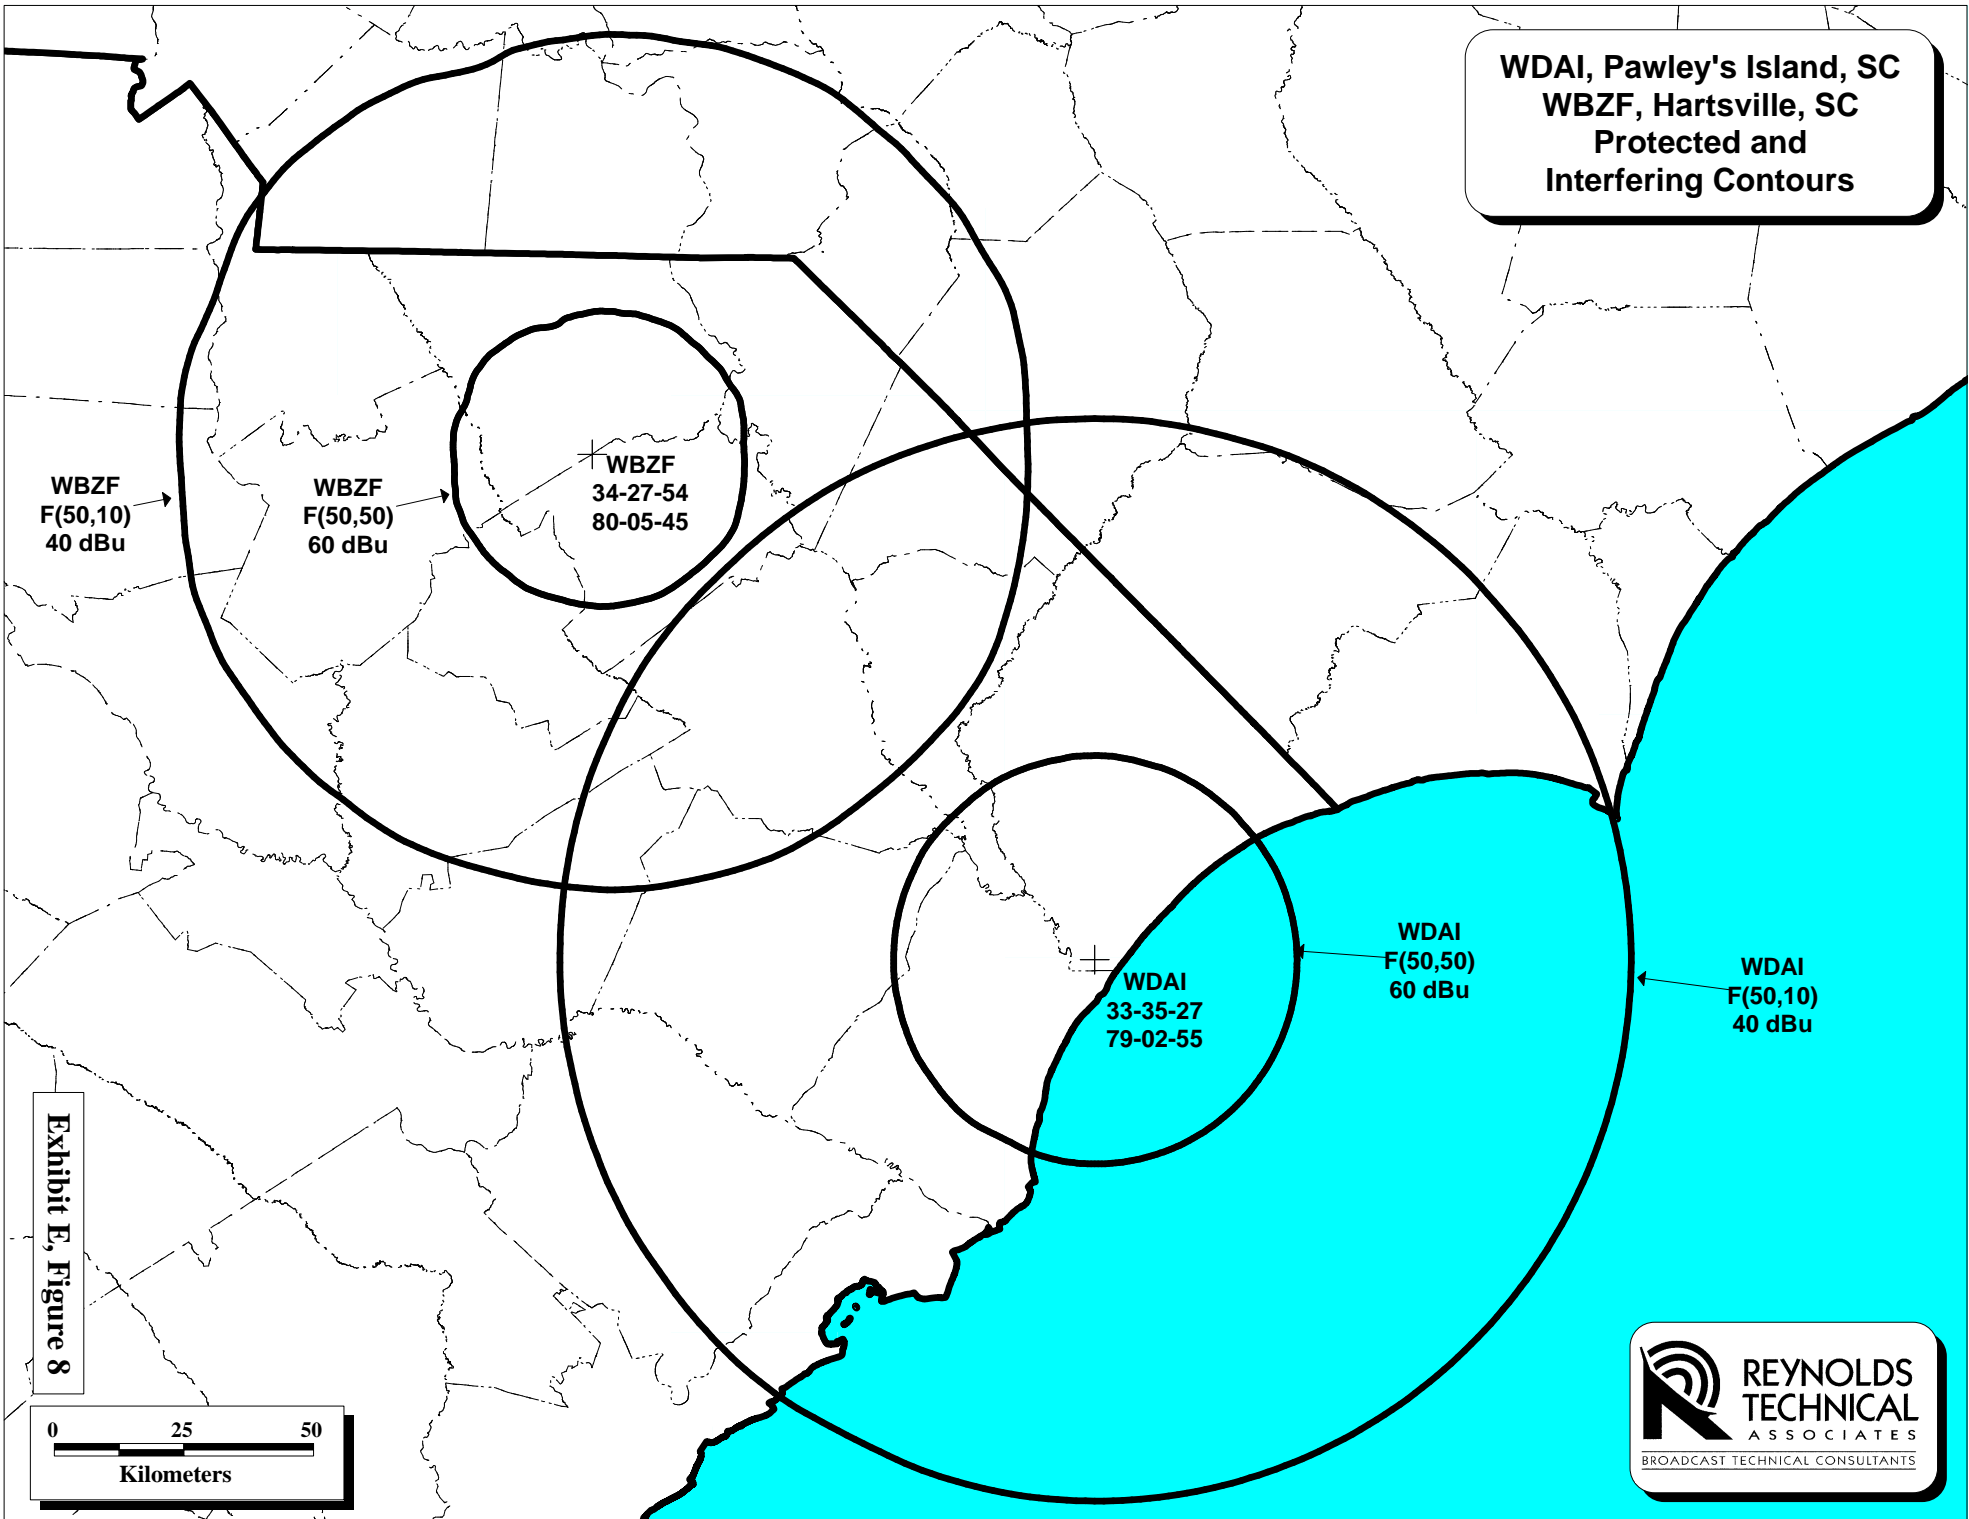 WDAI, Pawley's Island, SC
WBZF, Hartsville, SC
Protected and
Interfering Contours
WBZF
F(50,10)
40 dBu
WBZF
F(50,50)
60 dBu
WBZF
34-27-54
80-05-45
WDAI
33-35-27
79-02-55
WDAI
F(50,50)
60 dBu
WDAI
F(50,10)
40 dBu
Exhibit E, Figure 8
0 25 50
Kilometers
REYNOLDS
TECHNICAL
ASSOCIATES
BROADCAST TECHNICAL CONSULTANTS